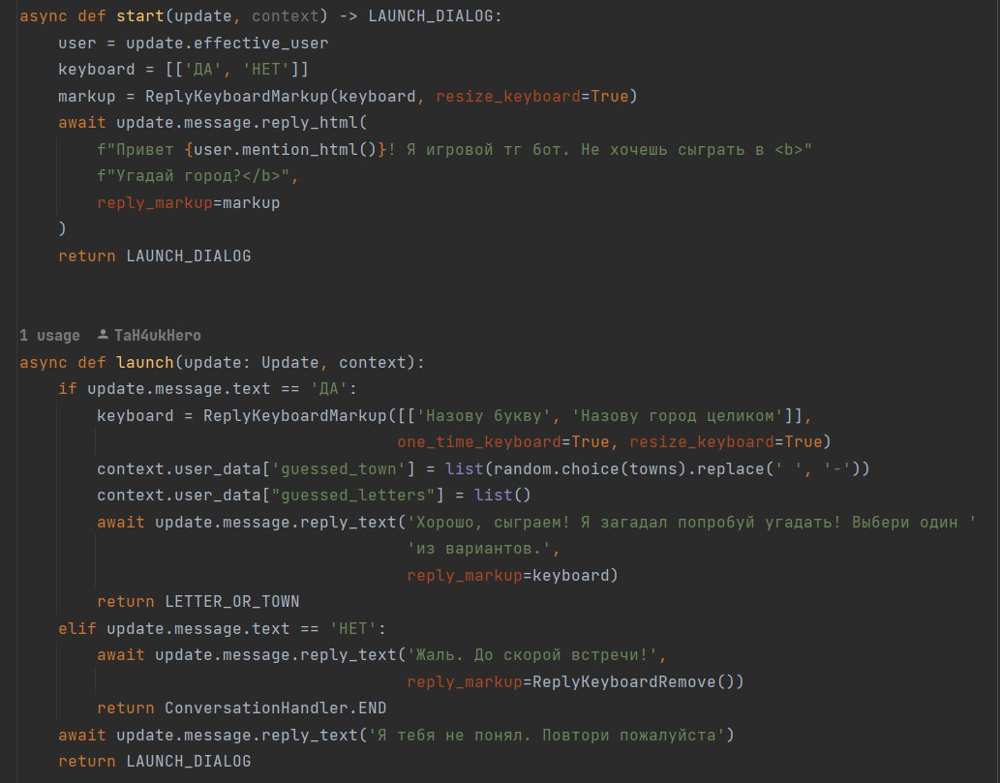 async def start(update, context) -> LAUNCH_DIALOG:
    user = update.effective_user
    keyboard = [['ДА', 'НЕТ']]
    markup = ReplyKeyboardMarkup(keyboard, resize_keyboard=True)
    await update.message.reply_html(
        f"Привет {user.mention_html()}! Я игровой тг бот. Не хочешь сыграть в <b>"
        f"Угадай город?</b>",
        reply_markup=markup
    )
    return LAUNCH_DIALOG
1 usage TaH4ukHero
async def launch(update: Update, context):
    if update.message.text == 'ДА':
        keyboard = ReplyKeyboardMarkup([['Назову букву', 'Назову город целиком']],
                                       one_time_keyboard=True, resize_keyboard=True)
        context.user_data['guessed_town'] = list(random.choice(towns).replace(' ', '-'))
        context.user_data["guessed_letters"] = list()
        await update.message.reply_text('Хорошо, сыграем! Я загадал попробуй угадать! Выбери один '
                                        'из вариантов.',
                                        reply_markup=keyboard)
        return LETTER_OR_TOWN
    elif update.message.text == 'НЕТ':
        await update.message.reply_text('Жаль. До скорой встречи!',
                                        reply_markup=ReplyKeyboardRemove())
        return ConversationHandler.END
    await update.message.reply_text('Я тебя не понял. Повтори пожалуйста')
    return LAUNCH_DIALOG